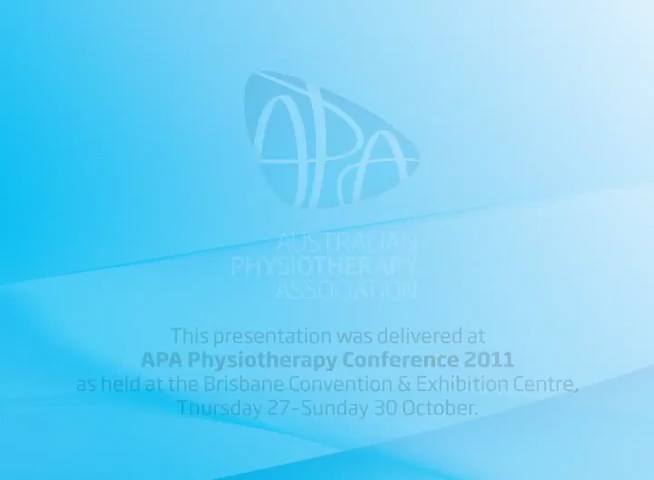 APA
AUSTRALIAN
PHYSIOTHERAPY
ASSOCIATION
This presentation was delivered at
APA Physiotherapy Conference 2011
as held at the Brisbane Convention & Exhibition Centre,
Thursday 27–Sunday 30 October.